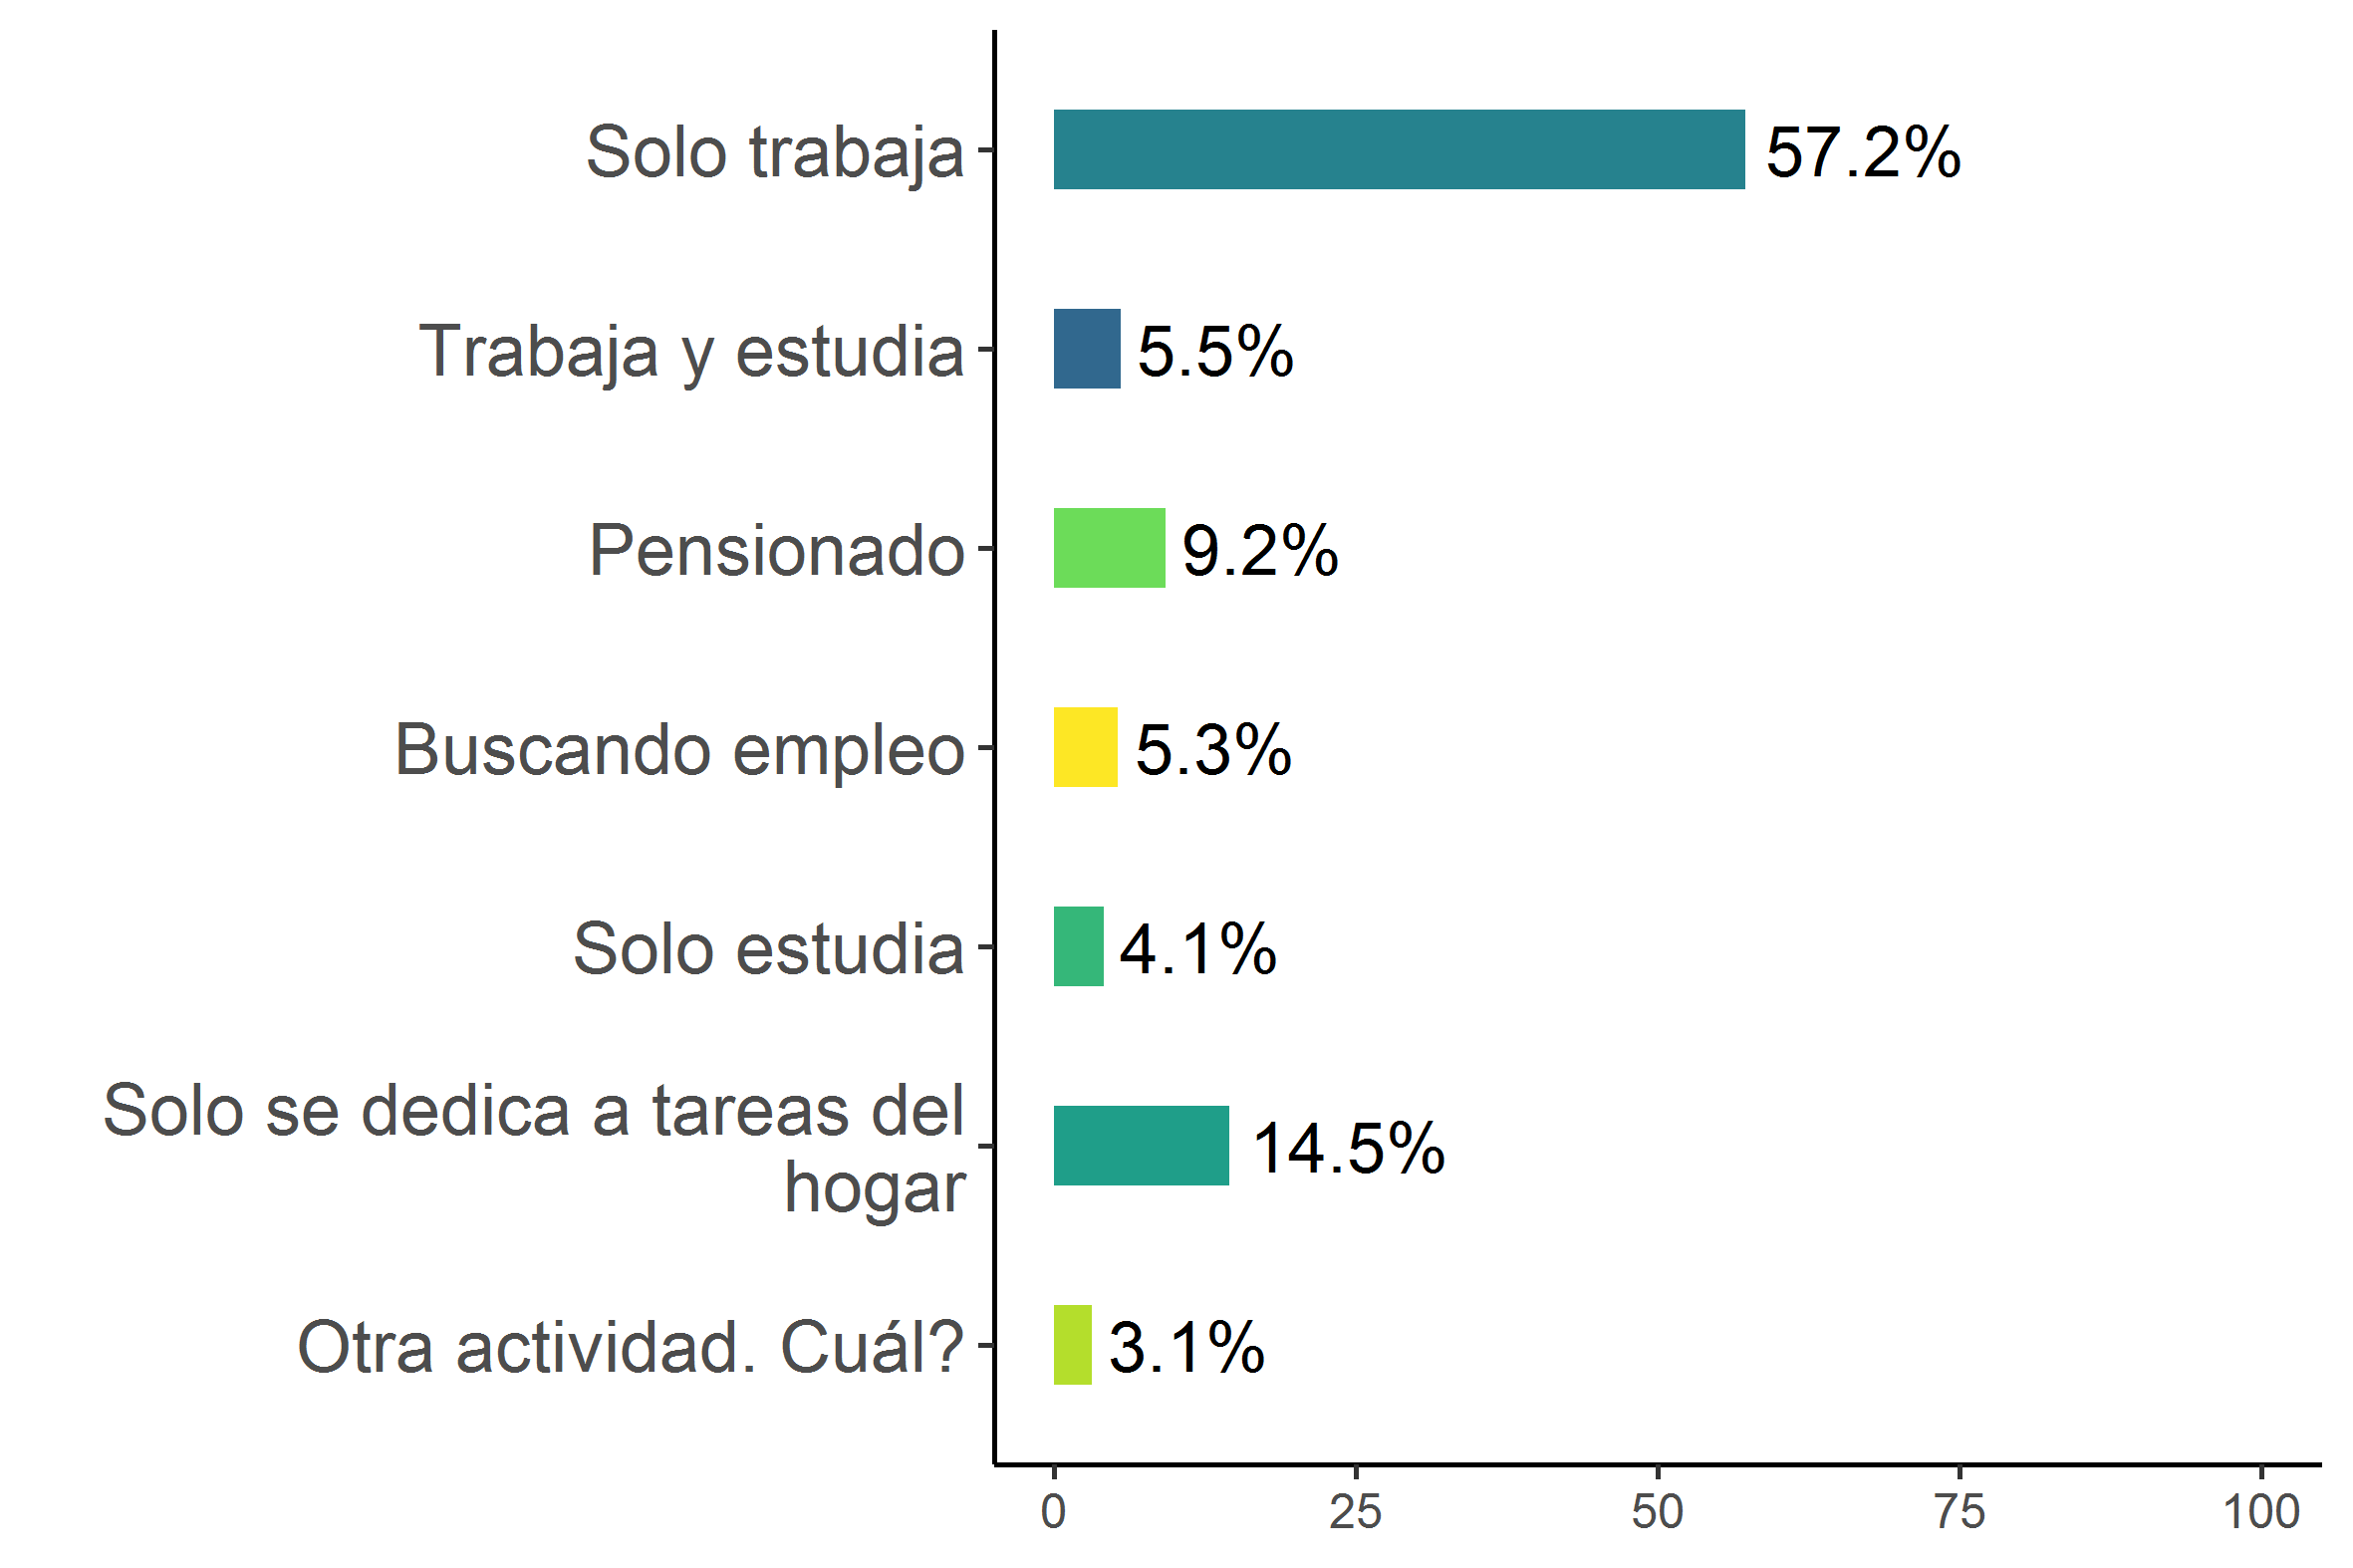 Solo trabaja
57.2%
Trabaja y estudia
5.5%
Pensionado
9.2%
Buscando empleo
5.3%
Solo estudia
4.1%
Solo se dedica a tareas del
hogar
14.5%
Otra actividad. Cuál?
3.1%
0 25 50 75 100